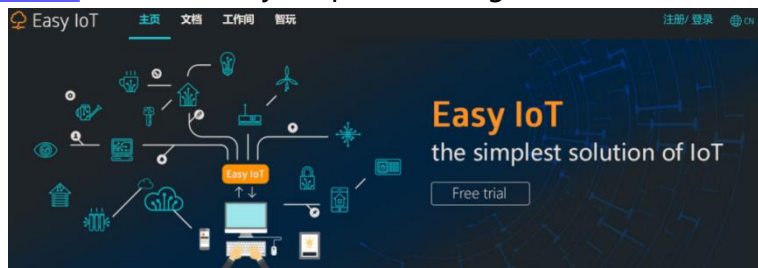 Easy IoT 主页 文档 工作间 智玩 注册/ 登录 CN
Easy IoT
the simplest solution of IoT
Free trial
Easy IoT